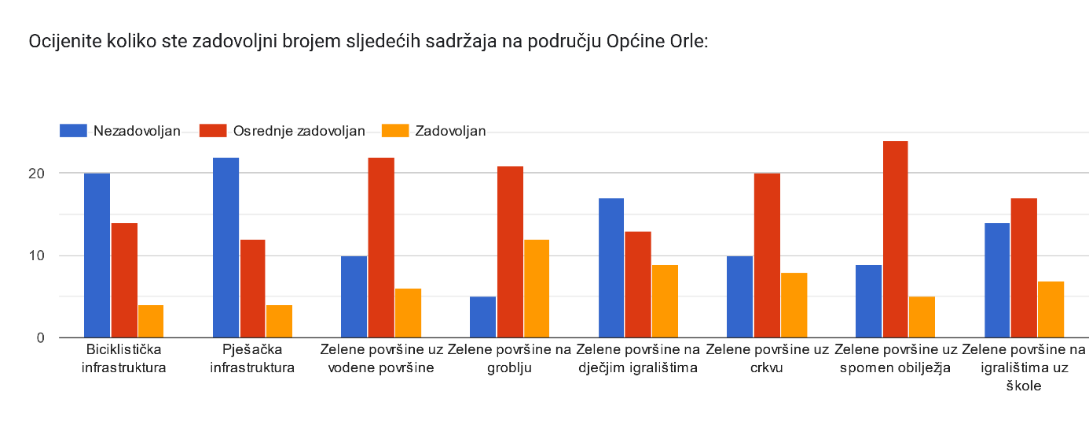 Ocijenite koliko ste zadovoljni brojem sljedećih sadržaja na području Općine Orle:
Nezadovoljan Osrednje zadovoljan Zadovoljan
20
10
0
Biciklistička
infrastruktura
Pješačka
infrastruktura
Zelene površine uz
vodene površine
Zelene površine na
groblju
Zelene površine na
dječjim igralištima
Zelene površine uz
crkvu
Zelene površine uz
spomen obilježja
Zelene površine na
igralištima uz
škole